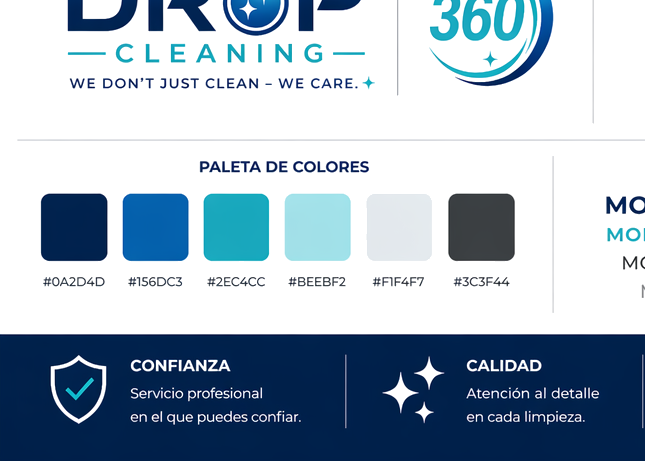 DROP
360
CLEANING
WE DON'T JUST CLEAN – WE CARE.
PALETA DE COLORES
#0A2D4D #156DC3 #2EC4CC #BEEBF2 #F1F4F7 #3C3F44
CONFIANZA
Servicio profesional
en el que puedes confiar.
CALIDAD
Atención al detalle
en cada limpieza.